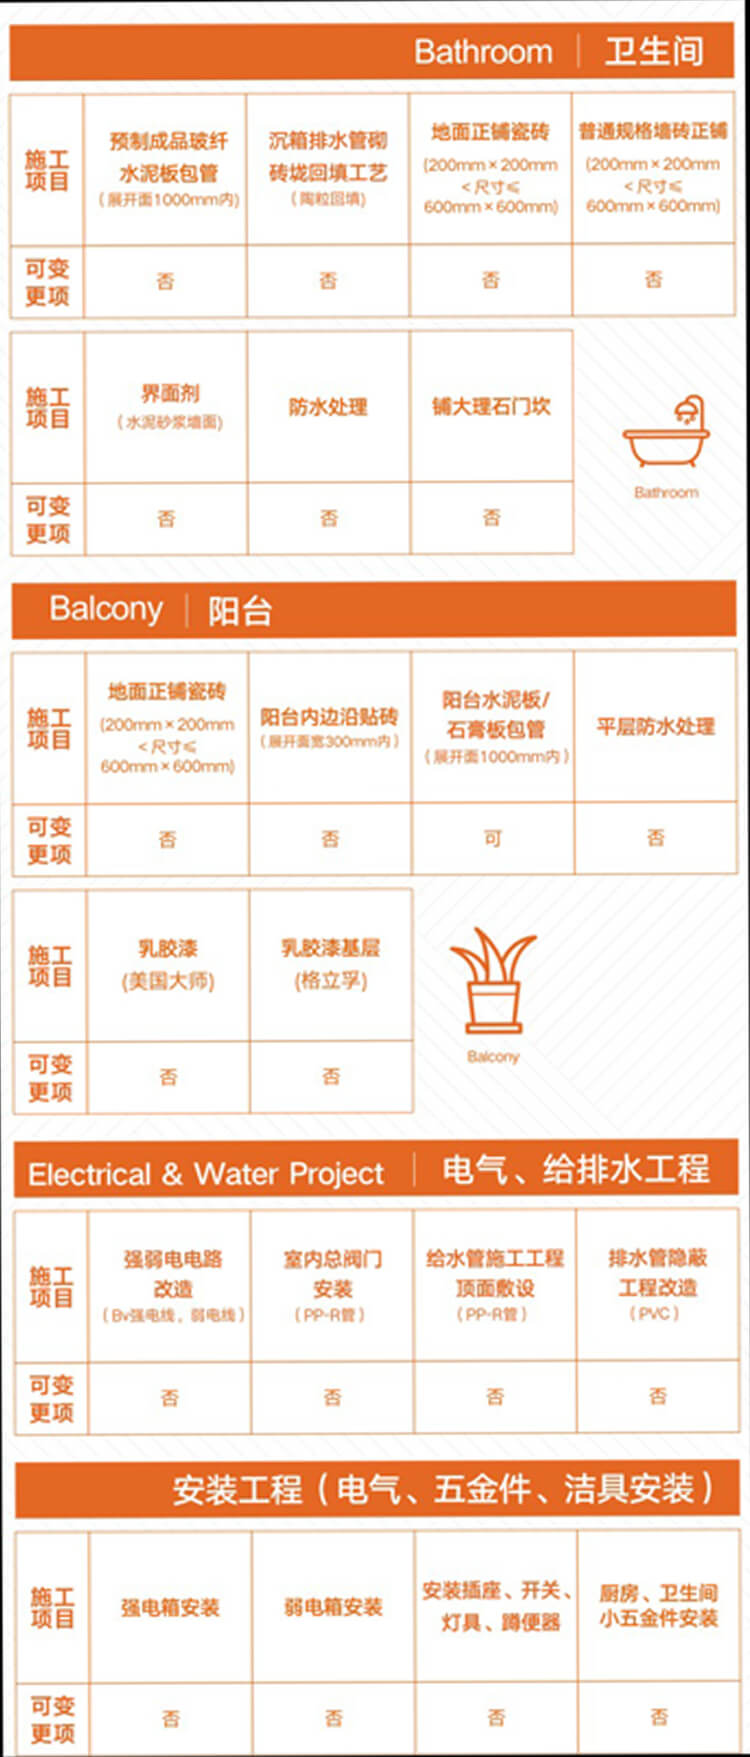 Bathroom | 卫生间
施工
项目
预制成品玻纤
水泥板包管
(展开面1000mm内)
沉箱排水管砌
砖垅回填工艺
(陶粒回填)
地面正铺瓷砖
(200mm×200mm
<尺寸≤
600mm×600mm)
普通规格墙砖正铺
(200mm×200mm
<尺寸≤
600mm×600mm)
可变
更项
否
否
否
否
施工
项目
界面剂
(水泥砂浆墙面)
防水处理
铺大理石门坎
Bathroom
可变
更项
否
否
否
Balcony | 阳台
施工
项目
地面正铺瓷砖
(200mm×200mm
<尺寸≤
600mm×600mm)
阳台内边沿贴砖
(展开面宽300mm内)
阳台水泥板/
石膏板包管
(展开面1000mm内)
平层防水处理
可变
更项
否
否
可
否
施工
项目
乳胶漆
(美国大师)
乳胶漆基层
(格立孚)
Balcony
可变
更项
否
否
Electrical & Water Project | 电气、给排水工程
施工
项目
强弱电电路
改造
(Bv强电线，弱电线)
室内总阀门
安装
(PP-R管)
给水管施工工程
顶面敷设
(PP-R管)
排水管隐蔽
工程改造
(PVC)
可变
更项
否
否
否
否
安装工程(电气、五金件、洁具安装)
施工
项目
强电箱安装
弱电箱安装
安装插座、开关、
灯具、蹲便器
厨房、卫生间
小五金件安装
可变
更项
否
否
否
否